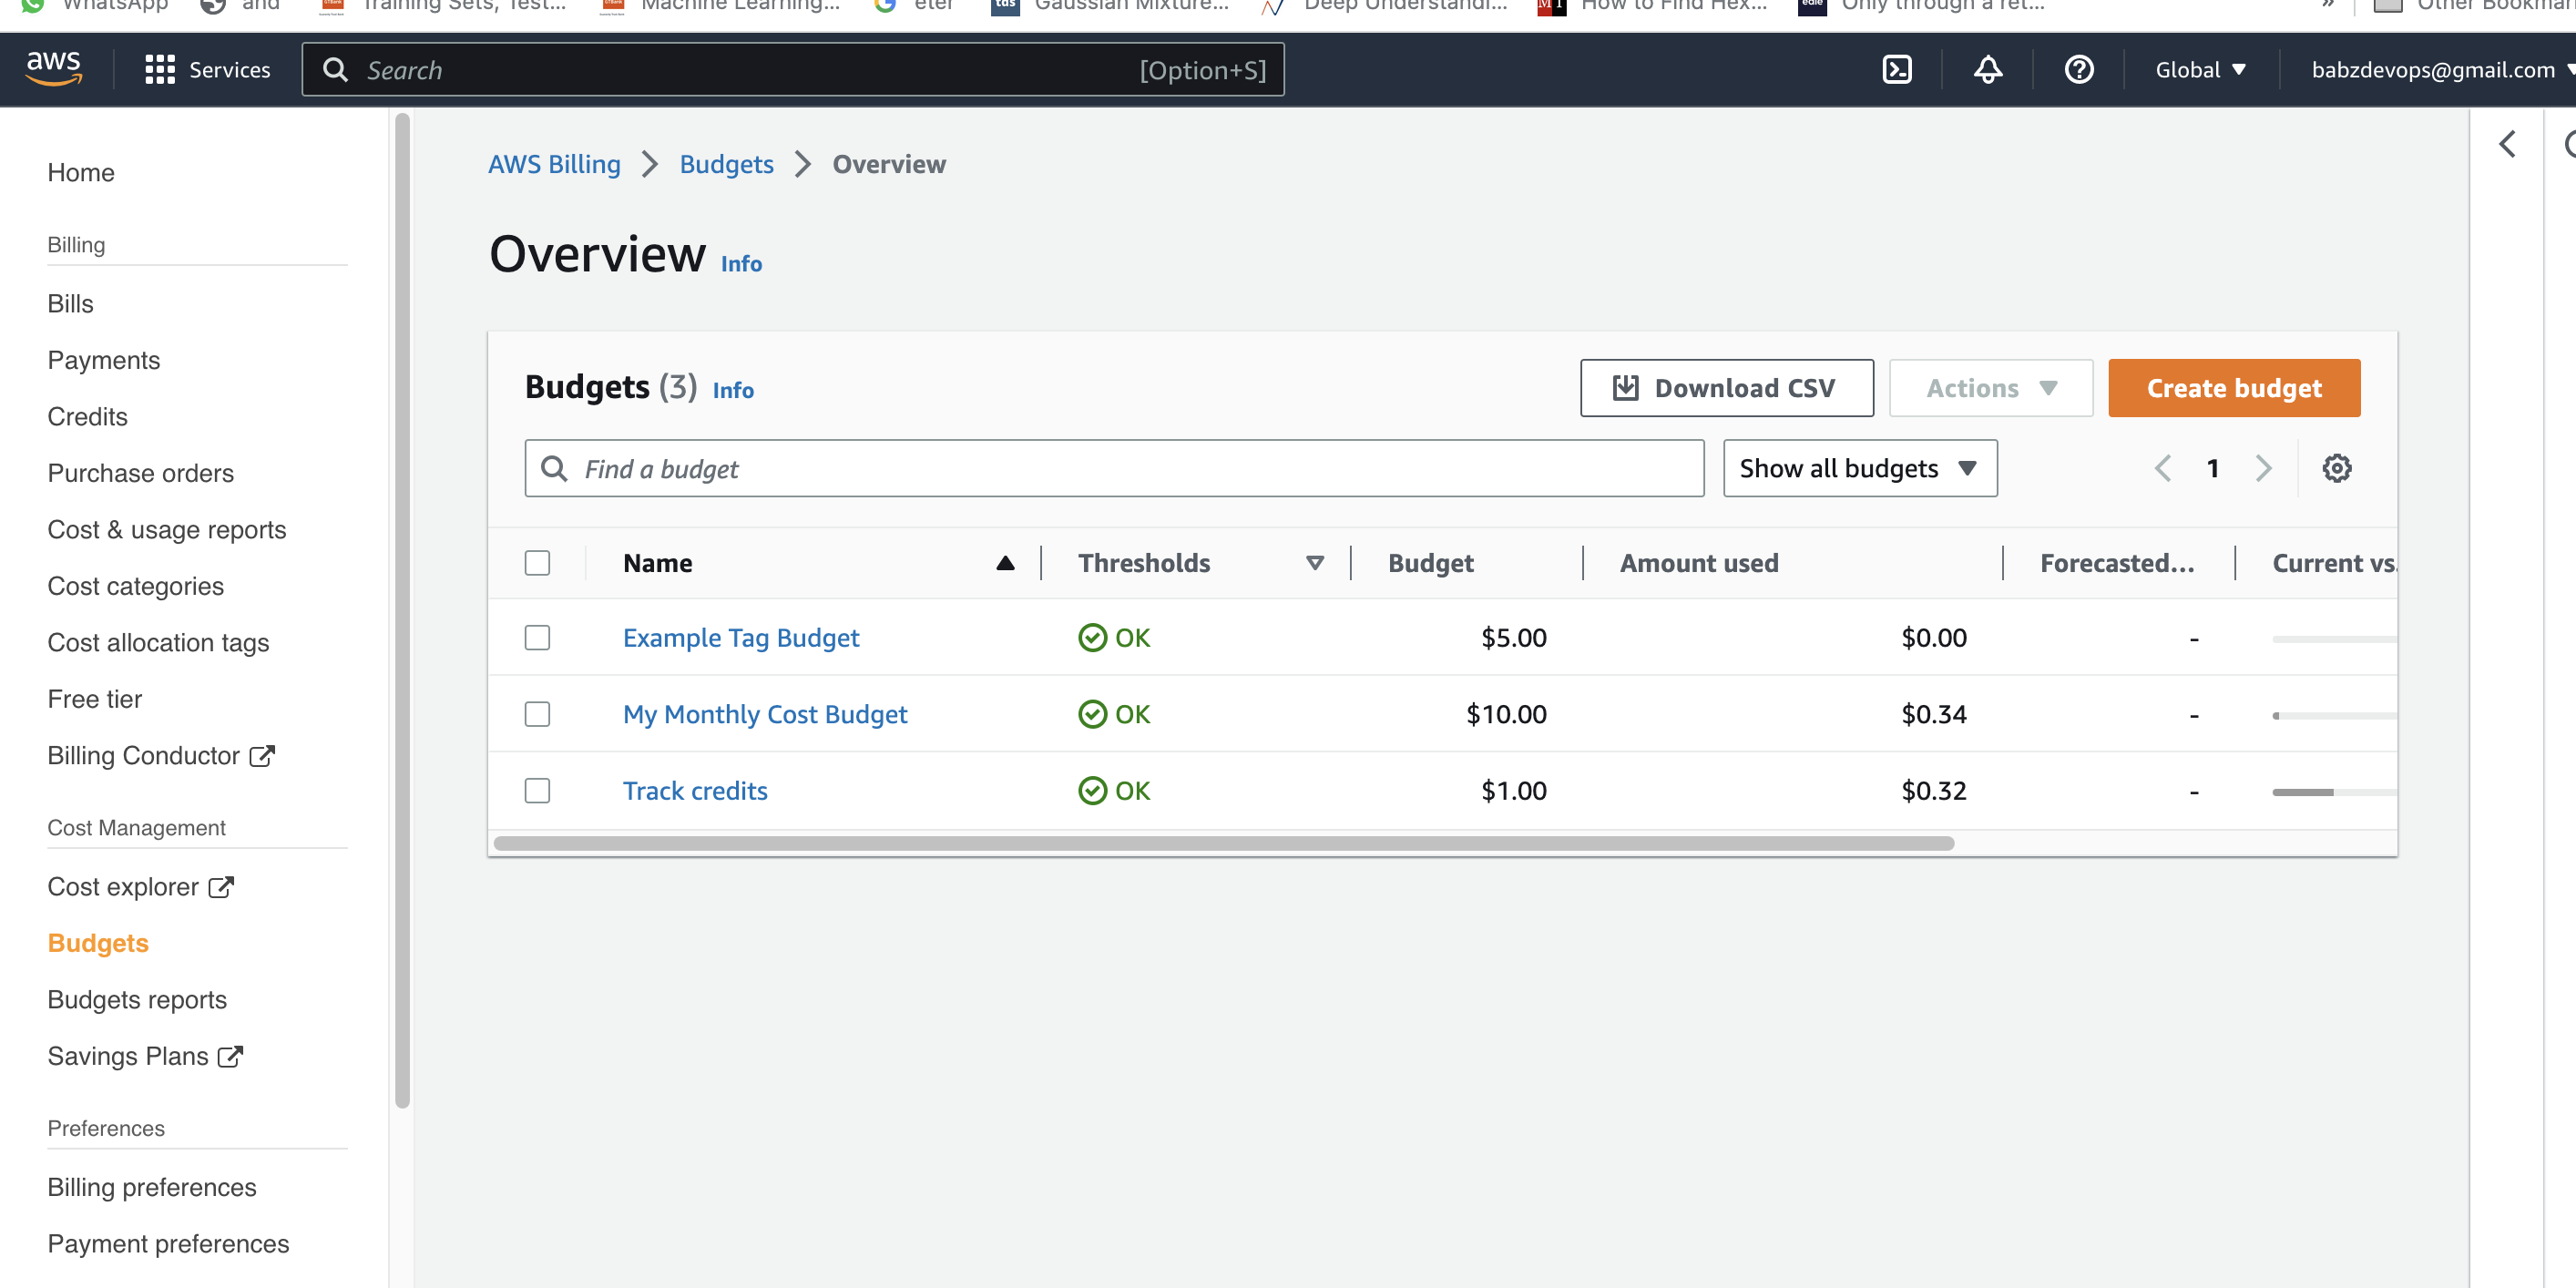 WhatsApp and Training Sets, Test... Machine Learning... eter tds Gaussian Mixture... Deep Understandi... MT How to Find Hex... edie Only through a ret... » Other Bookmar
aws Services Search [Option+S] Global babzdevops@gmail.com
Home
Billing
Bills
Payments
Credits
Purchase orders
Cost & usage reports
Cost categories
Cost allocation tags
Free tier
Billing Conductor
Cost Management
Cost explorer
Budgets
Budgets reports
Savings Plans
Preferences
Billing preferences
Payment preferences
AWS Billing > Budgets > Overview
Overview Info
Budgets (3) Info Download CSV Actions Create budget
Find a budget Show all budgets 1
Name Thresholds Budget Amount used Forecasted... Current vs.
Example Tag Budget OK $5.00 $0.00 -
My Monthly Cost Budget OK $10.00 $0.34 -
Track credits OK $1.00 $0.32 -